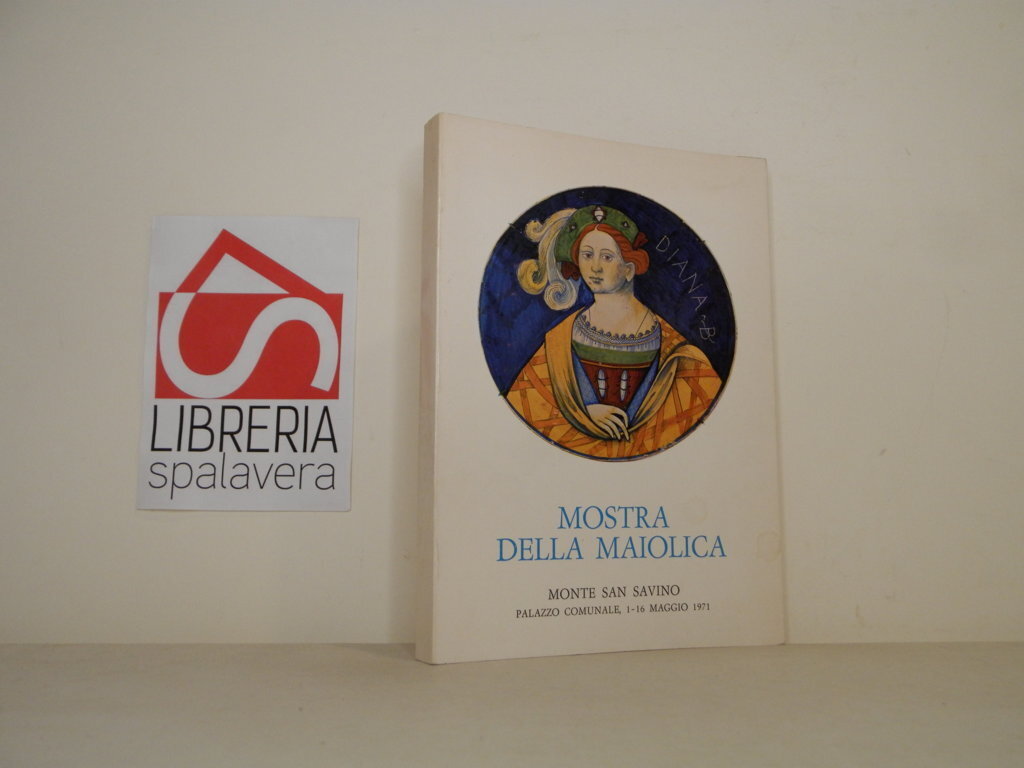 LIBRERIA
spalavera
DIANA B
MOSTRA
DELLA MAIOLICA
MONTE SAN SAVINO
PALAZZO COMUNALE, 1-16 MAGGIO 1971